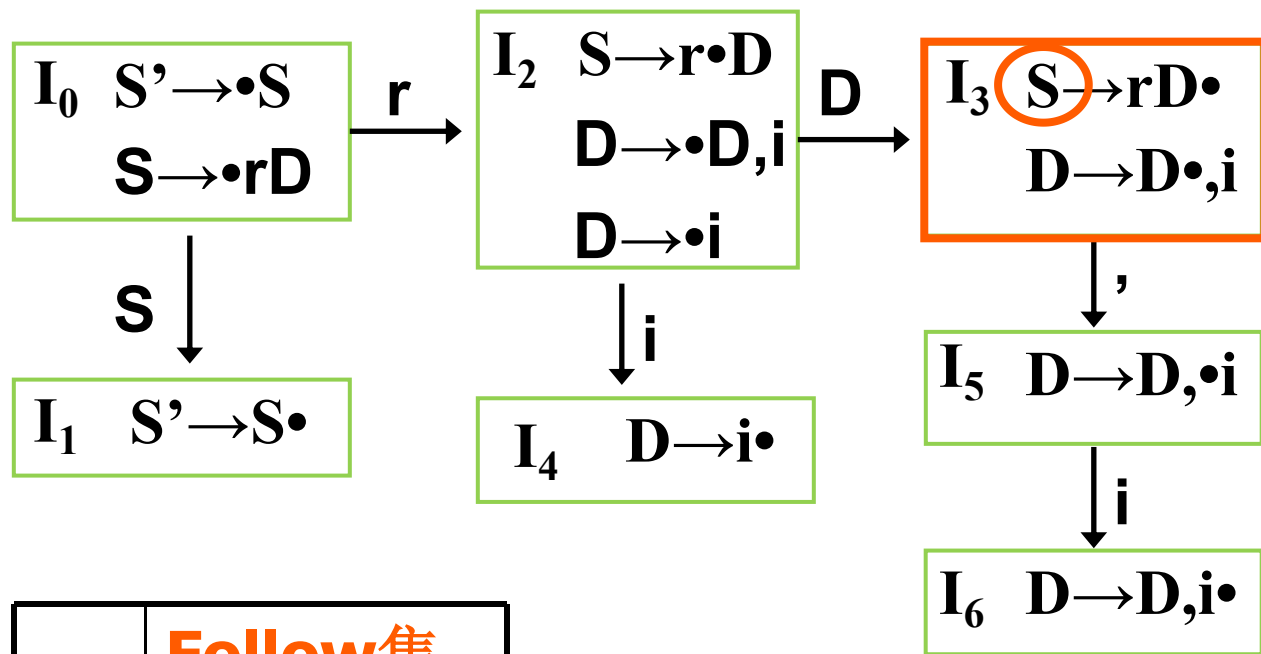 I0 S’→•S
S→•rD
r
I2 S→r•D
D→•D,i
D→•i
D
I3 S→rD•
D→D•,i
S
i
,
I1 S’→S•
I4 D→i•
I5 D→D,•i
i
I6 D→D,i•
Follow集